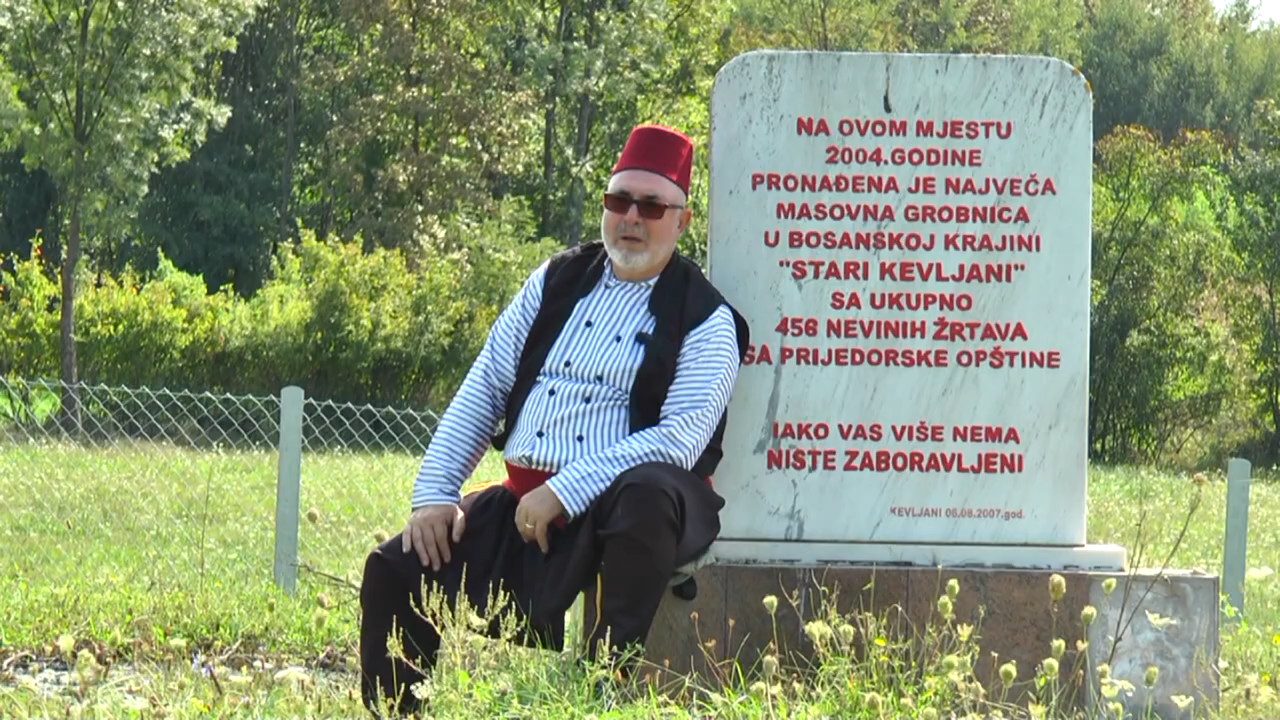 NA OVOM MJESTU
2004.GODINE
PRONAĐENA JE NAJVEČA
MASOVNA GROBNICA
U BOSANSKOJ KRAJINI
"STARI KEVLJANI"
SA UKUPNO
456 NEVINIH ŽRTAVA
SA PRIJEDORSKE OPŠTINE
IAKO VAS VIŠE NEMA
NISTE ZABORAVLJENI
KEVLJANI 06.08.2007.god.